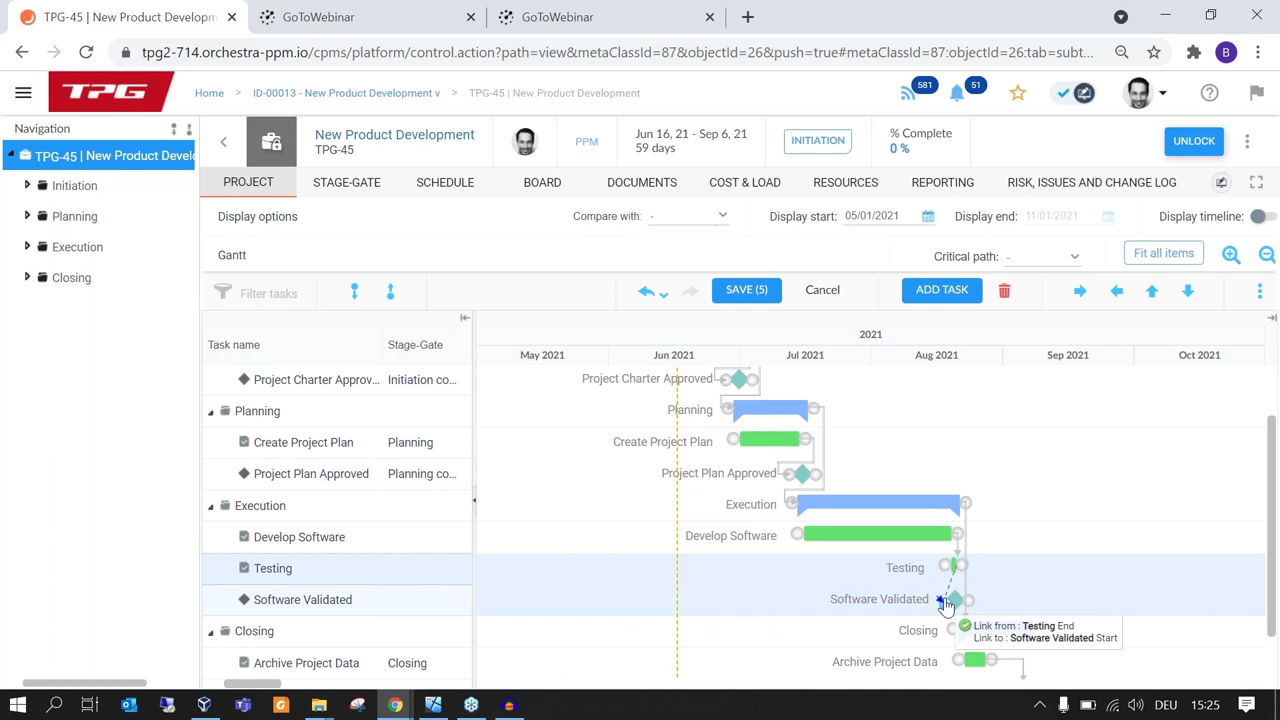 TPG-45 | New Product Developm
GoToWebinar
GoToWebinar
tpg2-714.orchestra-ppm.io/cpms/platform/control.action?path=view&metaClassId=87&objectId=26&push=true#metaClassId=87:objectId=26:tab=subt...
B
TPG
Home > ID-00013 - New Product Development v > TPG-45 | New Product Development
581
51
Navigation
TPG-45 | New Product Develo
Initiation
Planning
Execution
Closing
New Product Development
TPG-45
PPM
Jun 16, 21 - Sep 6, 21
59 days
INITIATION
% Complete
0 %
UNLOCK
PROJECT STAGE-GATE SCHEDULE BOARD DOCUMENTS COST & LOAD RESOURCES REPORTING RISK, ISSUES AND CHANGE LOG
Display options Compare with: - Display start: 05/01/2021 Display end: 11/01/2021 Display timeline:
Gantt Critical path: - Fit all items
Filter tasks SAVE (5) Cancel ADD TASK
Task name Stage-Gate
2021
May 2021 Jun 2021 Jul 2021 Aug 2021 Sep 2021 Oct 2021
Project Charter Approv... Initiation co... Project Charter Approved
Planning Planning
Create Project Plan Planning Create Project Plan
Project Plan Approved Planning co... Project Plan Approved
Execution Execution
Develop Software Develop Software
Testing Testing
Software Validated Software Validated
Link from : Testing End
Link to : Software Validated Start
Closing Closing
Archive Project Data Closing Archive Project Data
DEU 15:25